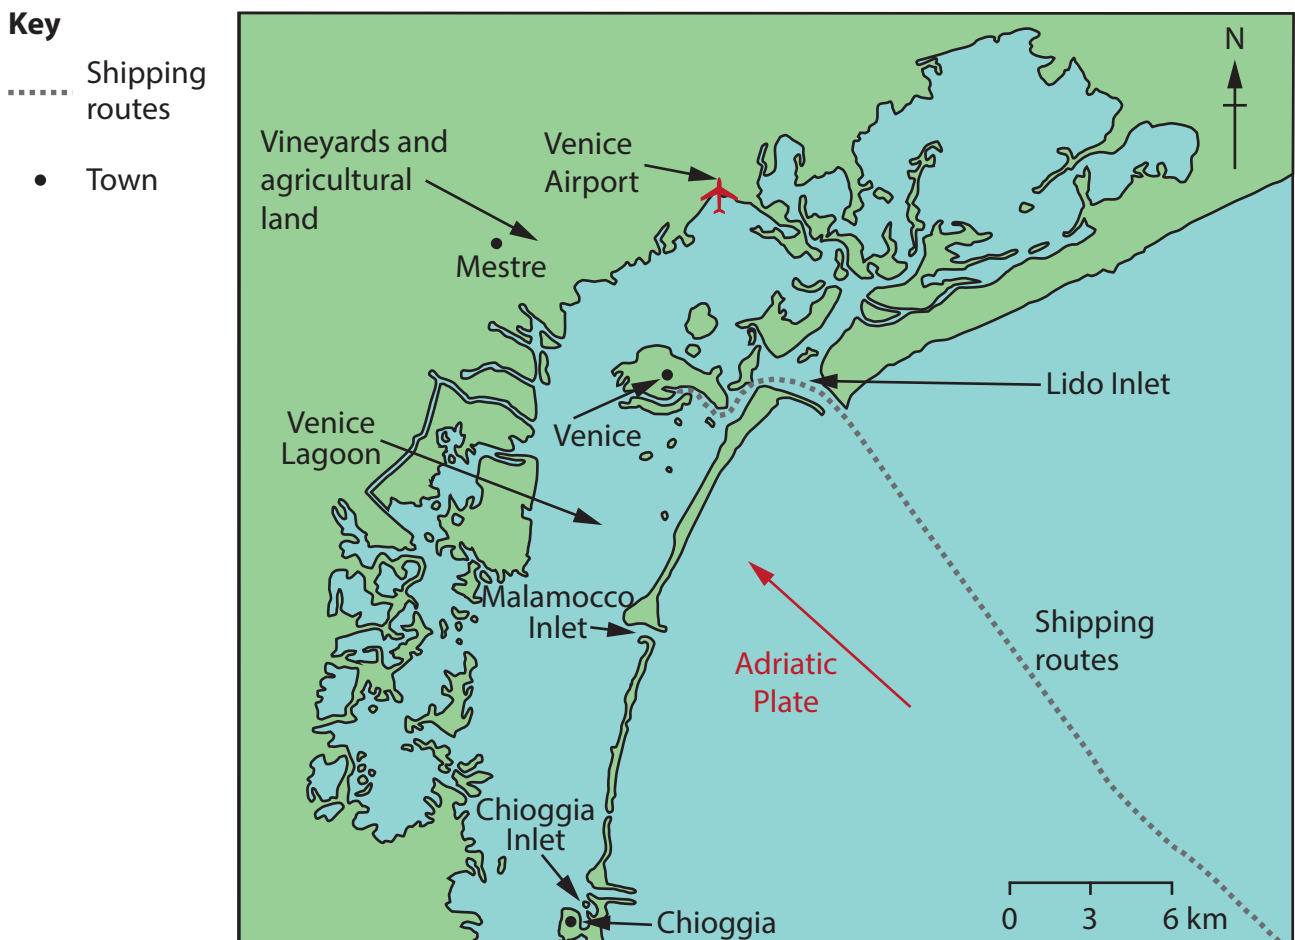 Key
Shipping
routes
Town
N
Vineyards and
agricultural
land
Venice
Airport
Mestre
Lido Inlet
Venice
Lagoon
Venice
Malamocco
Inlet
Shipping
routes
Adriatic
Plate
Chioggia
Inlet
Chioggia
0 3 6 km